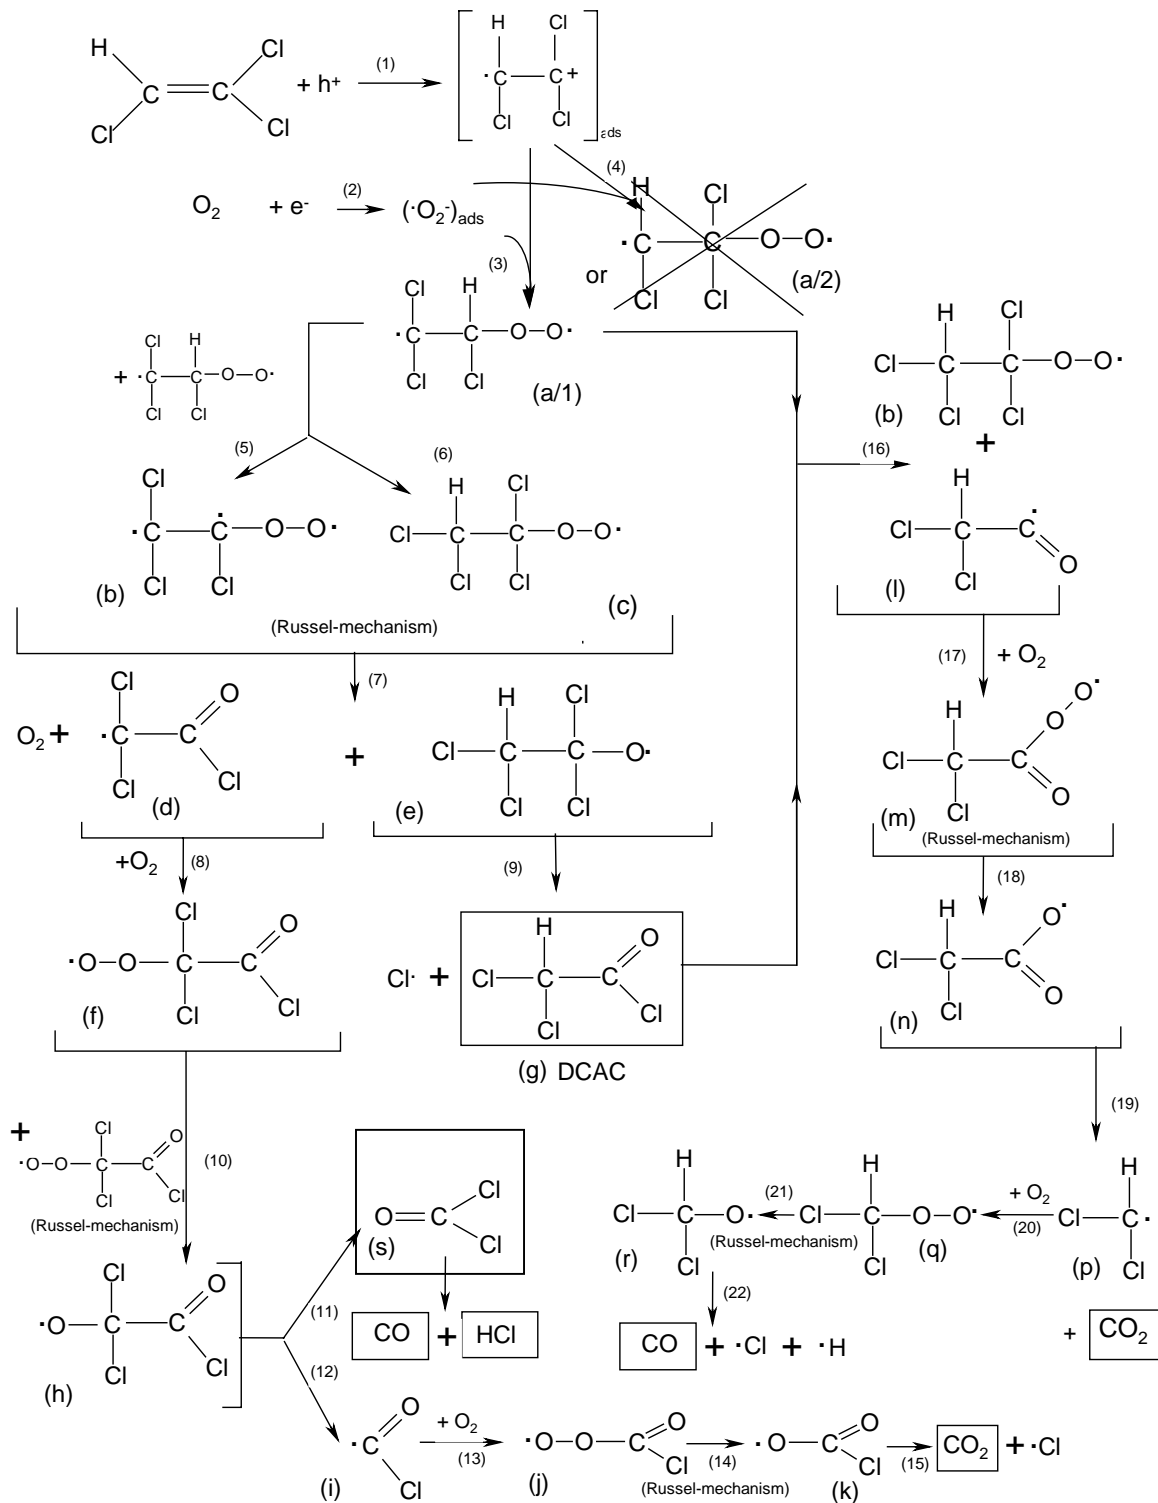 H
Cl
Cl
C
C
Cl
+ h+
(1)
H
Cl
·C
C+
Cl
Cl
ads
O2 + e- (2) (·O2-)ads
(4)
H
Cl
·C
C
O
O·
Cl
Cl
or
(a/2)
(3)
Cl
H
·C
C
O
O·
Cl
Cl
(a/1)
Cl
H
+ ·C
C
O
O·
Cl
Cl
(5)
(6)
Cl
·C
C·
O
O·
Cl
Cl
(b)
H
Cl
Cl
C
C
O
O·
Cl
Cl
(c)
(Russel-mechanism)
(7)
H
Cl
Cl
C
C
O
O·
Cl
Cl
(b)
+
(16)
H
Cl
C
C·
O
Cl
(l)
(17)
+ O2
O2 +
Cl
O
·C
C
Cl
Cl
(d)
+
H
Cl
Cl
C
C
O·
Cl
Cl
(e)
H
O·
O
Cl
C
C
O
Cl
(m)
(Russel-mechanism)
(18)
+O2
(8)
(9)
Cl
O
·O
O
C
C
Cl
Cl
(f)
Cl· +
H
O
Cl
C
C
Cl
Cl
(g) DCAC
H
O·
Cl
C
C
O
Cl
(n)
(19)
+
Cl
O
·O
O
C
C
Cl
Cl
(Russel-mechanism)
(10)
Cl
O
C
Cl
(s)
CO + HCl
H
Cl
C
O·
Cl
(r)
(21)
(Russel-mechanism)
H
Cl
C
O
O·
Cl
(q)
+ O2
(20)
H
Cl
C·
Cl
(p)
+ CO2
(22)
CO + ·Cl + ·H
Cl
O
·O
C
C
Cl
Cl
(h)
(11)
(12)
O
·C
Cl
(i)
+ O2
(13)
·O
O
C
O
Cl
(j)
(14)
(Russel-mechanism)
·O
C
O
Cl
(k)
(15)
CO2 + ·Cl